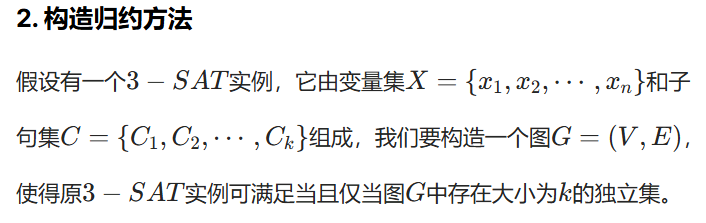 2. 构造归约方法
假设有一个3 − SAT实例，它由变量集X = {x₁, x₂, ⋯ , xₙ}和子
句集C = {C₁, C₂, ⋯ , Cₖ}组成，我们要构造一个图G = (V, E)，
使得原3 − SAT实例可满足当且仅当图G中存在大小为k的独立集。